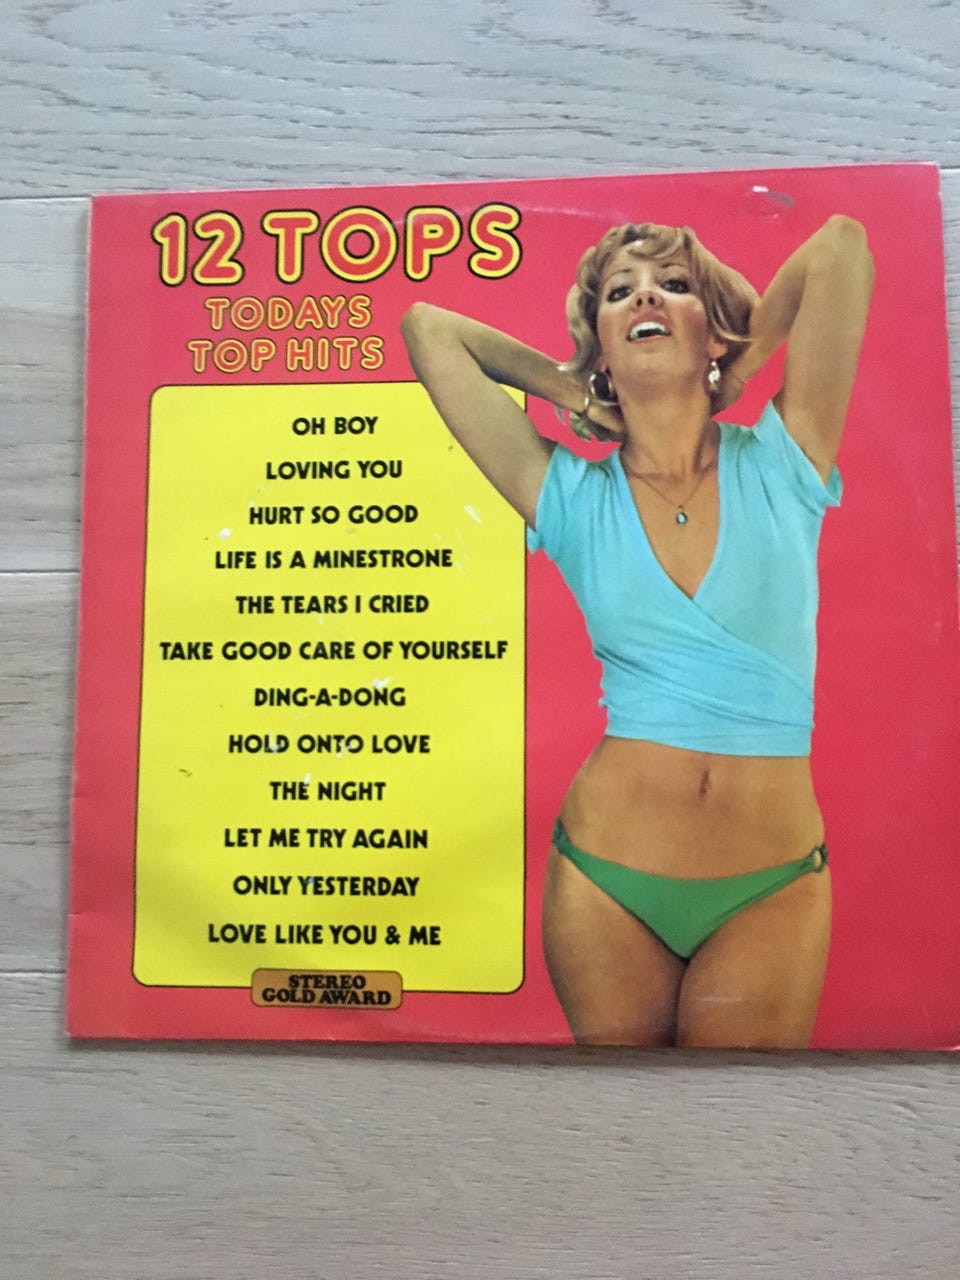 12 TOPS
TODAYS
TOP HITS
OH BOY
LOVING YOU
HURT SO GOOD
LIFE IS A MINESTRONE
THE TEARS I CRIED
TAKE GOOD CARE OF YOURSELF
DING-A-DONG
HOLD ONTO LOVE
THE NIGHT
LET ME TRY AGAIN
ONLY YESTERDAY
LOVE LIKE YOU & ME
STEREO
GOLD AWARD